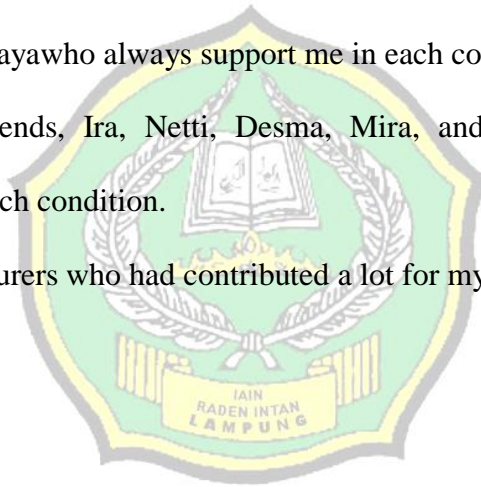 ayawho always support me in each co
ends, Ira, Netti, Desma, Mira, and
ch condition.
urers who had contributed a lot for my
IAIN
RADEN INTAN
LAMPUNG